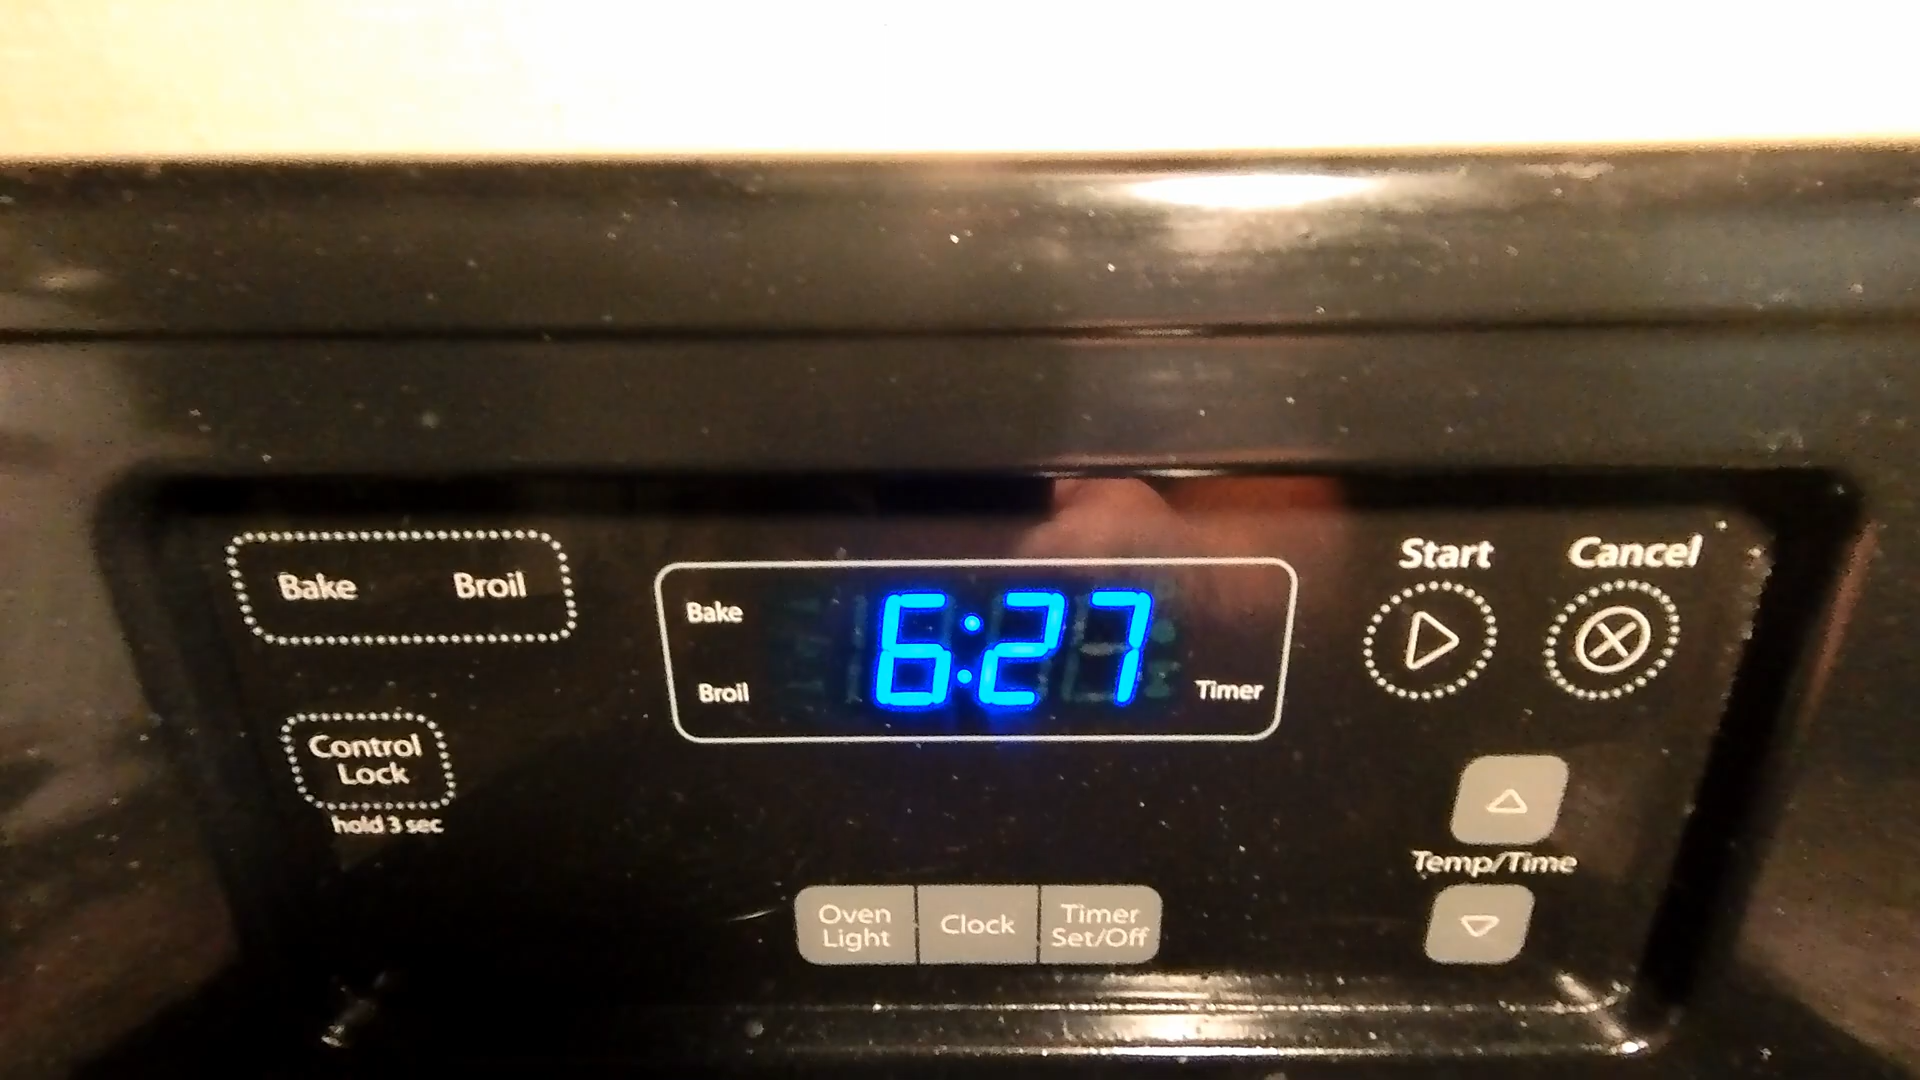 Bake Broil
Control
Lock
hold 3 sec
Bake
Broil
6:27
Timer
Start Cancel
Temp/Time
Oven
Light
Clock
Timer
Set/Off